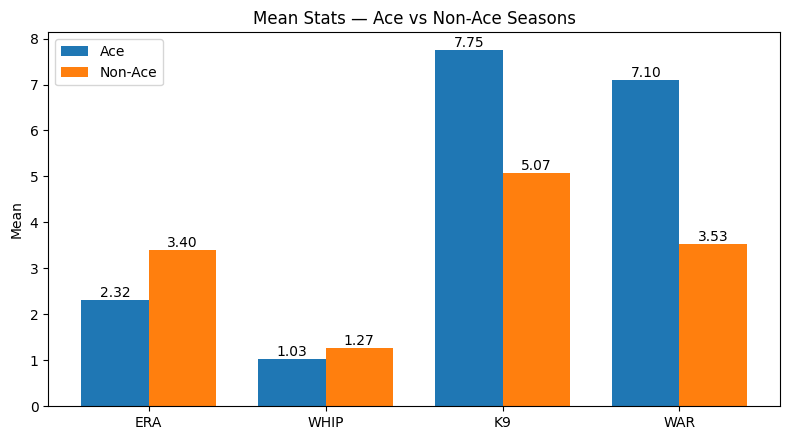 Mean Stats — Ace vs Non-Ace Seasons
Ace
Non-Ace
Mean
8
7
6
5
4
3
2
1
0
2.32
3.40
1.03
1.27
7.75
5.07
7.10
3.53
ERA
WHIP
K9
WAR